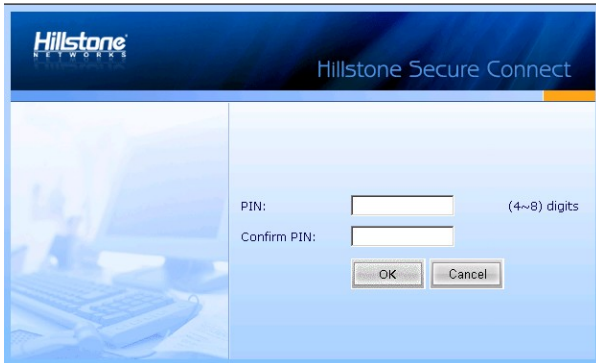 Hillstone
NETWORKS
Hillstone Secure Connect
PIN: (4~8) digits
Confirm PIN:
OK Cancel